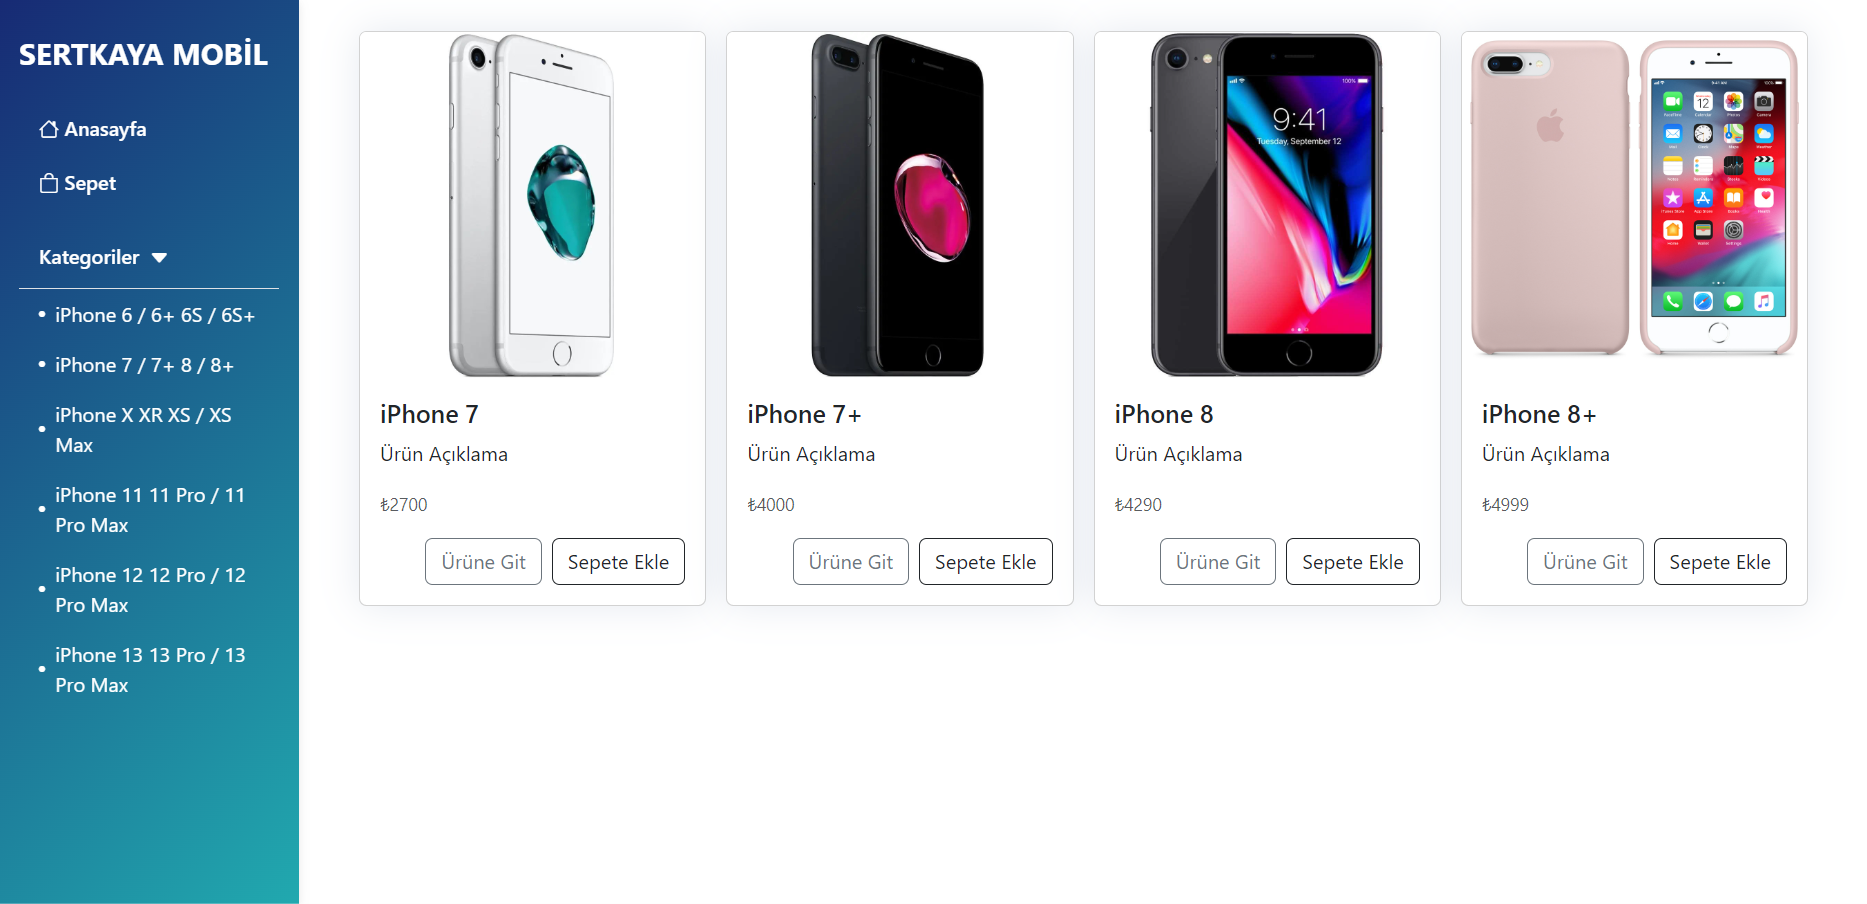 SERTKAYA MOBİL
Anasayfa
Sepet
Kategoriler
iPhone 6 / 6+ 6S / 6S+
iPhone 7 / 7+ 8 / 8+
iPhone X XR XS / XS
Max
iPhone 11 11 Pro / 11
Pro Max
iPhone 12 12 Pro / 12
Pro Max
iPhone 13 13 Pro / 13
Pro Max
iPhone 7
Ürün Açıklama
₺2700
Ürüne Git
Sepete Ekle
iPhone 7+
Ürün Açıklama
₺4000
Ürüne Git
Sepete Ekle
100%
9:41
Tuesday, September 12
iPhone 8
Ürün Açıklama
₺4290
Ürüne Git
Sepete Ekle
12
iPhone 8+
Ürün Açıklama
₺4999
Ürüne Git
Sepete Ekle